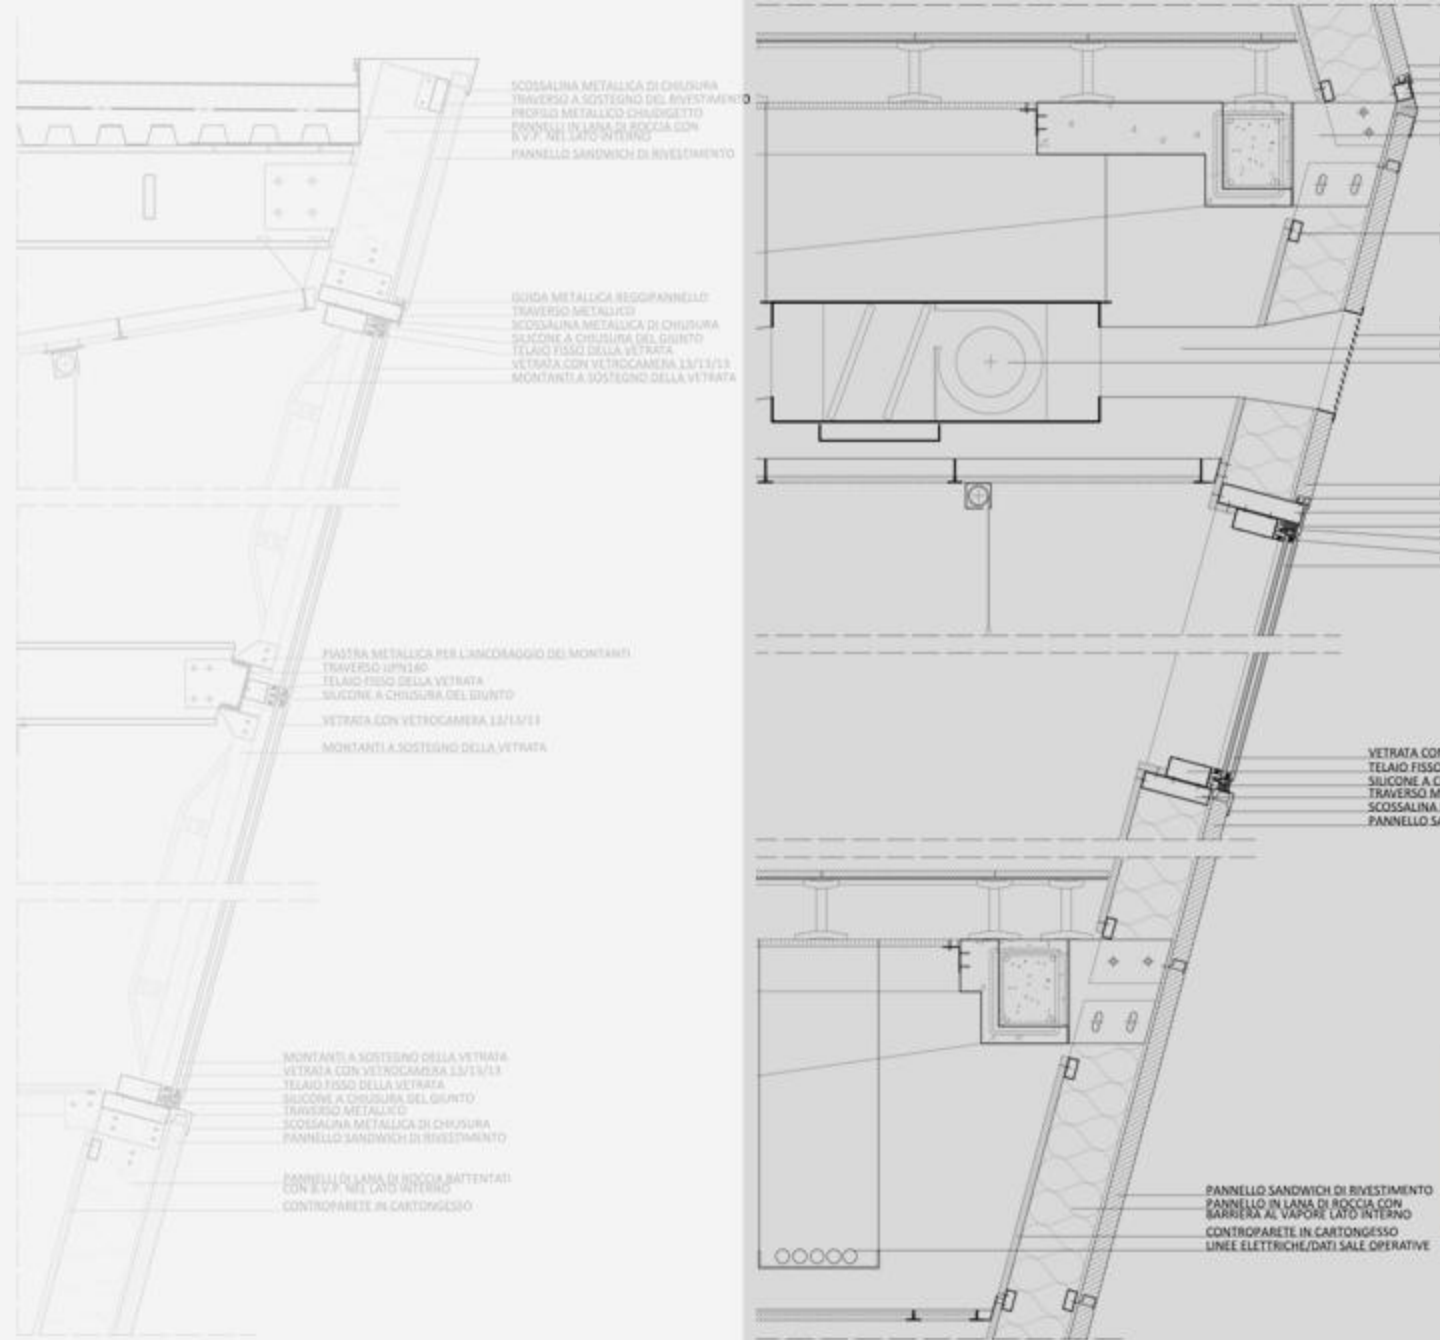 SCOSSALINA METALLICA DI CHIUSURA
TRAVERSO A SOSTEGNO DEL RIVESTIMENTO
PROFILO METALLICO CHIUDIGETTO
PANNELLI IN LANA DI ROCCIA CON
B.V.P. NEL LATO INTERNO
PANNELLO SANDWICH DI RIVESTIMENTO
GUIDA METALLICA REGGIPANNELLO
TRAVERSO METALLICO
SCOSSALINA METALLICA DI CHIUSURA
SILICONE A CHIUSURA DEL GIUNTO
TELAIO FISSO DELLA VETRATA
VETRATA CON VETROCAMERA 13/13/13
MONTANTI A SOSTEGNO DELLA VETRATA
PIASTRA METALLICA PER L'ANCORAGGIO DEI MONTANTI
TRAVERSO UPN160
TELAIO FISSO DELLA VETRATA
SILICONE A CHIUSURA DEL GIUNTO
VETRATA CON VETROCAMERA 13/13/13
MONTANTI A SOSTEGNO DELLA VETRATA
MONTANTI A SOSTEGNO DELLA VETRATA
VETRATA CON VETROCAMERA 13/13/13
TELAIO FISSO DELLA VETRATA
SILICONE A CHIUSURA DEL GIUNTO
TRAVERSO METALLICO
SCOSSALINA METALLICA DI CHIUSURA
PANNELLO SANDWICH DI RIVESTIMENTO
PANNELLI DI LANA DI ROCCIA BATTENTATI
CON B.V.P. NEL LATO INTERNO
CONTROPARETE IN CARTONGESSO
VETRATA CO
TELAIO FISSO
SILICONE A C
TRAVERSO M
SCOSSALINA
PANNELLO SA
PANNELLO SANDWICH DI RIVESTIMENTO
PANNELLO IN LANA DI ROCCIA CON
BARRIERA AL VAPORE LATO INTERNO
CONTROPARETE IN CARTONGESSO
LINEE ELETTRICHE/DATI SALE OPERATIVE